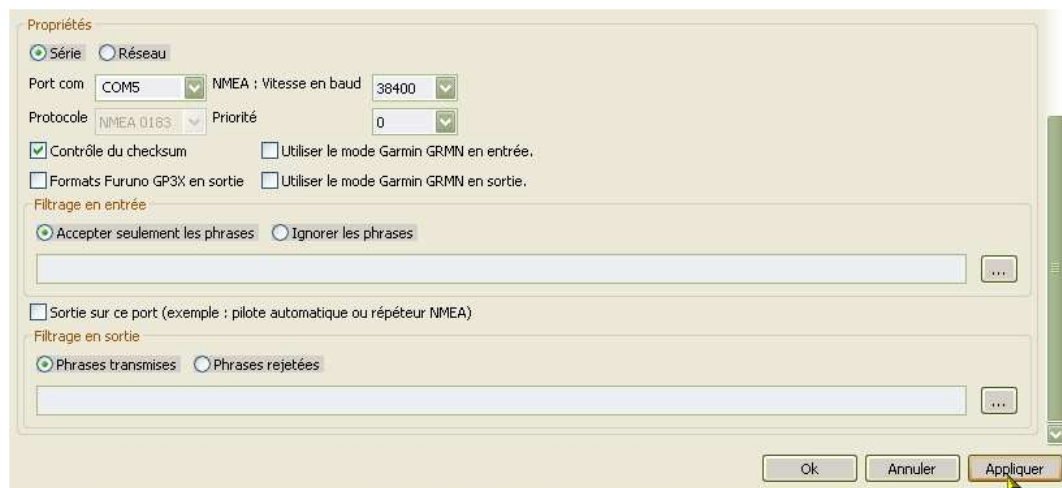 Propriétés
Série Réseau
Port com COM5 NMEA : Vitesse en baud 38400
Protocole NMEA 0183 Priorité 0
Contrôle du checksum Utiliser le mode Garmin GRMN en entrée.
Formats Furuno GP3X en sortie Utiliser le mode Garmin GRMN en sortie.
Filtrage en entrée
Accepter seulement les phrases Ignorer les phrases
...
Sortie sur ce port (exemple : pilote automatique ou répéteur NMEA)
Filtrage en sortie
Phrases transmises Phrases rejetées
...
Ok Annuler Appliquer